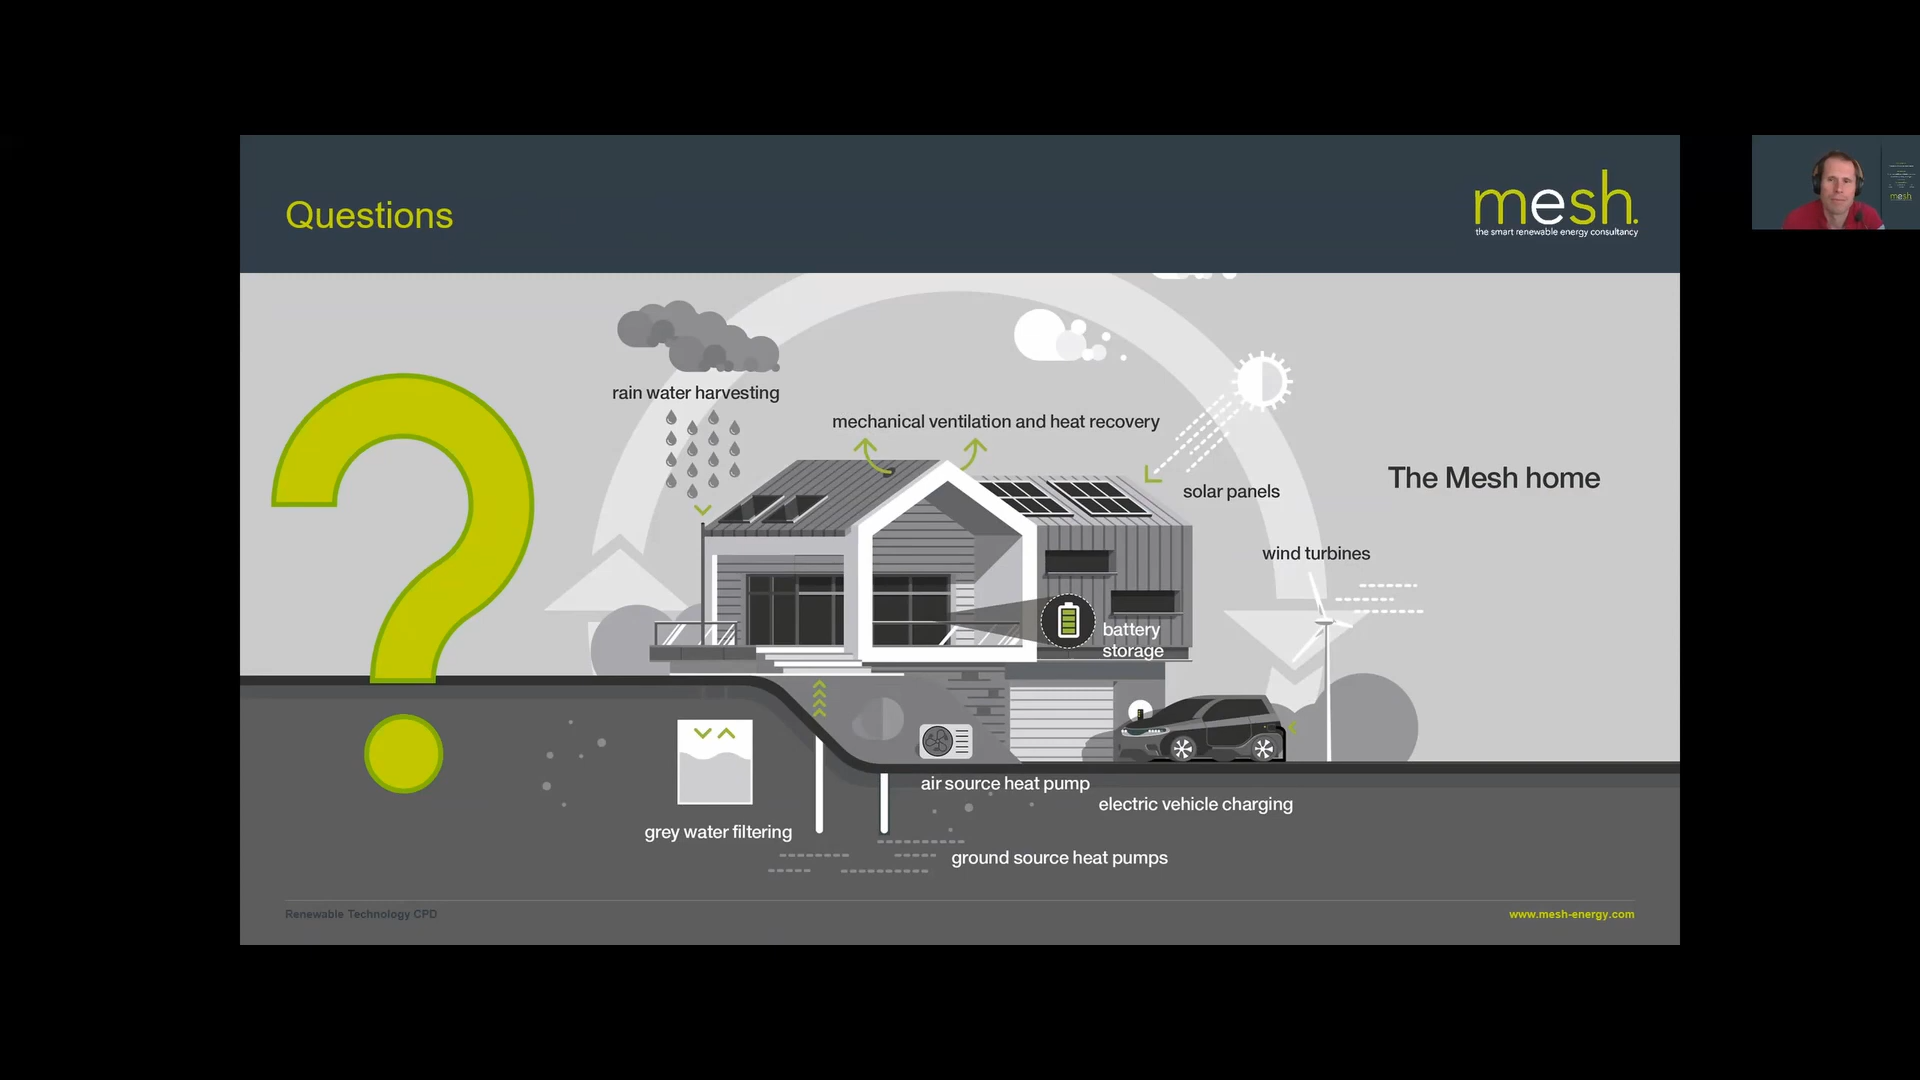 Questions
mesh.
the smart renewable energy consultancy
mesh
rain water harvesting
mechanical ventilation and heat recovery
The Mesh home
solar panels
wind turbines
battery
storage
air source heat pump
electric vehicle charging
grey water filtering
ground source heat pumps
Renewable Technology CPD
www.mesh-energy.com